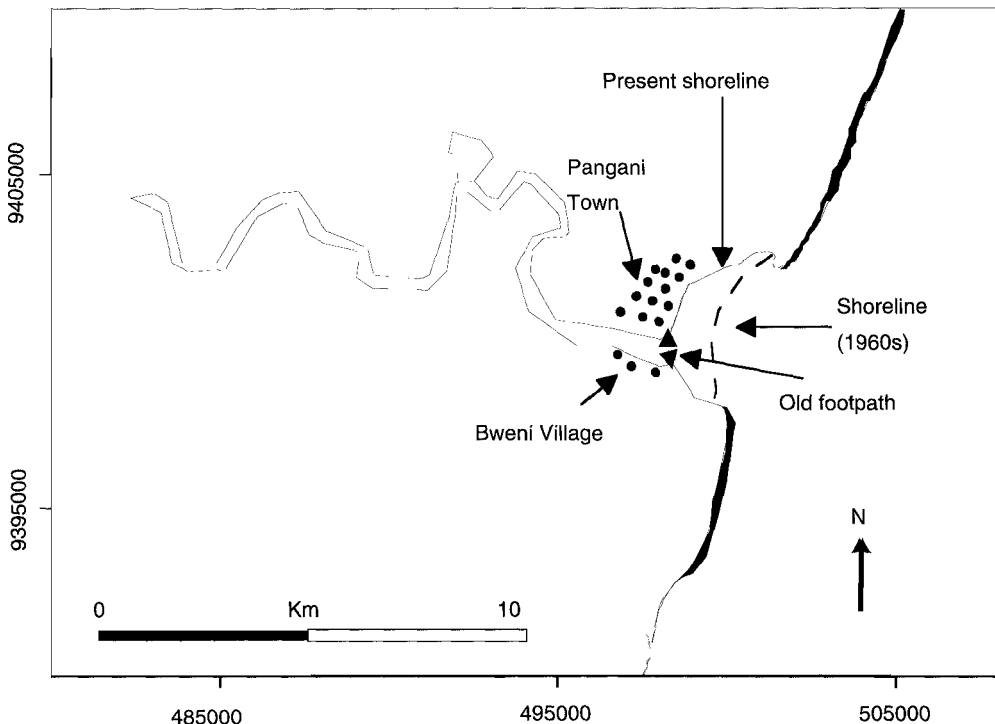 Present shoreline
Pangani
Town
9405000
Shoreline
(1960s)
Old footpath
Bweni Village
9395000
N
0 Km 10
485000 495000 505000